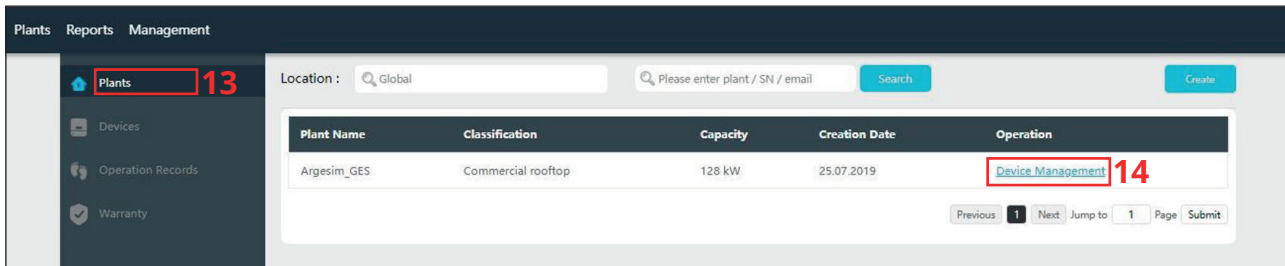 Plants Reports Management
Plants 13
Devices
Operation Records
Warranty
Location : Global Please enter plant / SN / email Search Create
Plant Name Classification Capacity Creation Date Operation
Argesim_GES Commercial rooftop 128 kW 25.07.2019 Device Management 14
Previous 1 Next Jump to 1 Page Submit